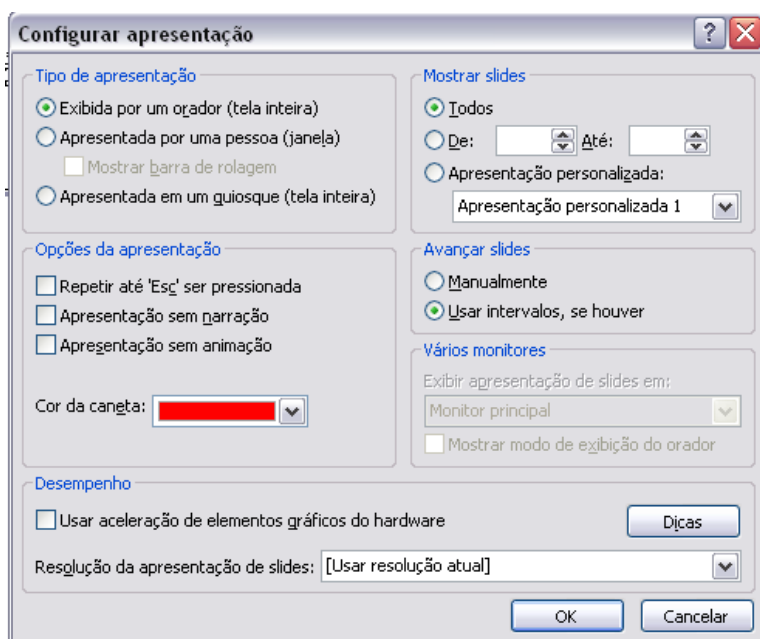 Configurar apresentação
Tipo de apresentação
Exibida por um orador (tela inteira)
Apresentada por uma pessoa (janela)
Mostrar barra de rolagem
Apresentada em um quiosque (tela inteira)
Mostrar slides
Todos
De: Até:
Apresentação personalizada:
Apresentação personalizada 1
Opções da apresentação
Repetir até 'Esc' ser pressionada
Apresentação sem narração
Apresentação sem animação
Cor da caneta:
Avançar slides
Manualmente
Usar intervalos, se houver
Vários monitores
Exibir apresentação de slides em:
Monitor principal
Mostrar modo de exibição do orador
Desempenho
Usar aceleração de elementos gráficos do hardware
Dicas
Resolução da apresentação de slides: [Usar resolução atual]
OK Cancelar